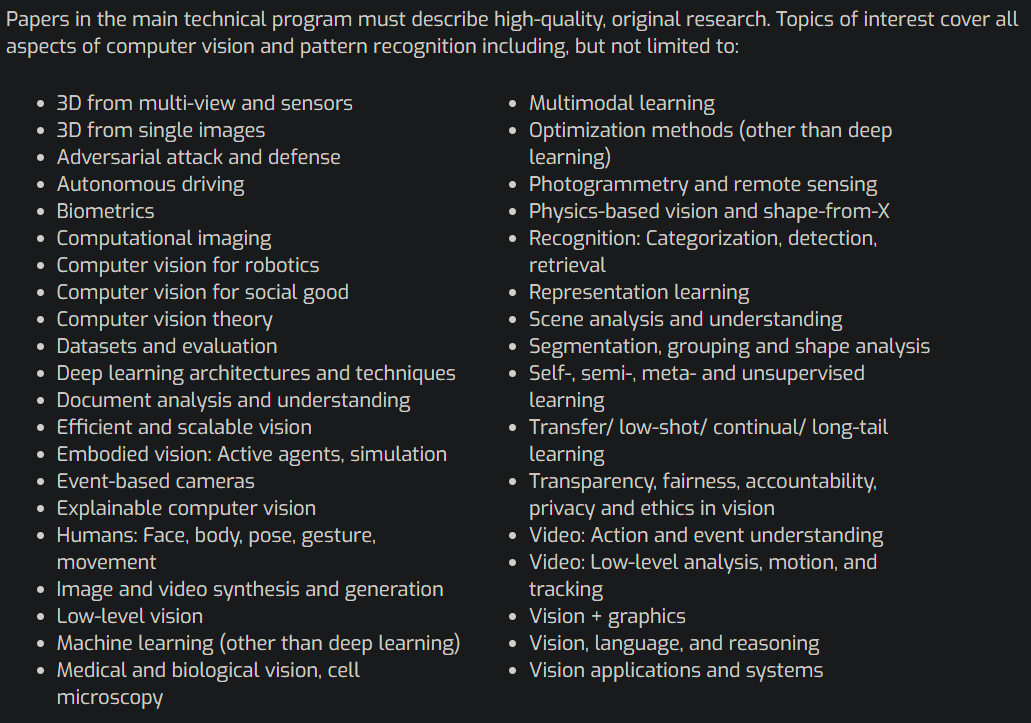 Papers in the main technical program must describe high-quality, original research. Topics of interest cover all
aspects of computer vision and pattern recognition including, but not limited to:
• 3D from multi-view and sensors
• 3D from single images
• Adversarial attack and defense
• Autonomous driving
• Biometrics
• Computational imaging
• Computer vision for robotics
• Computer vision for social good
• Computer vision theory
• Datasets and evaluation
• Deep learning architectures and techniques
• Document analysis and understanding
• Efficient and scalable vision
• Embodied vision: Active agents, simulation
• Event-based cameras
• Explainable computer vision
• Humans: Face, body, pose, gesture,
movement
• Image and video synthesis and generation
• Low-level vision
• Machine learning (other than deep learning)
• Medical and biological vision, cell
microscopy
• Multimodal learning
• Optimization methods (other than deep
learning)
• Photogrammetry and remote sensing
• Physics-based vision and shape-from-X
• Recognition: Categorization, detection,
retrieval
• Representation learning
• Scene analysis and understanding
• Segmentation, grouping and shape analysis
• Self-, semi-, meta- and unsupervised
learning
• Transfer/ low-shot/ continual/ long-tail
learning
• Transparency, fairness, accountability,
privacy and ethics in vision
• Video: Action and event understanding
• Video: Low-level analysis, motion, and
tracking
• Vision + graphics
• Vision, language, and reasoning
• Vision applications and systems